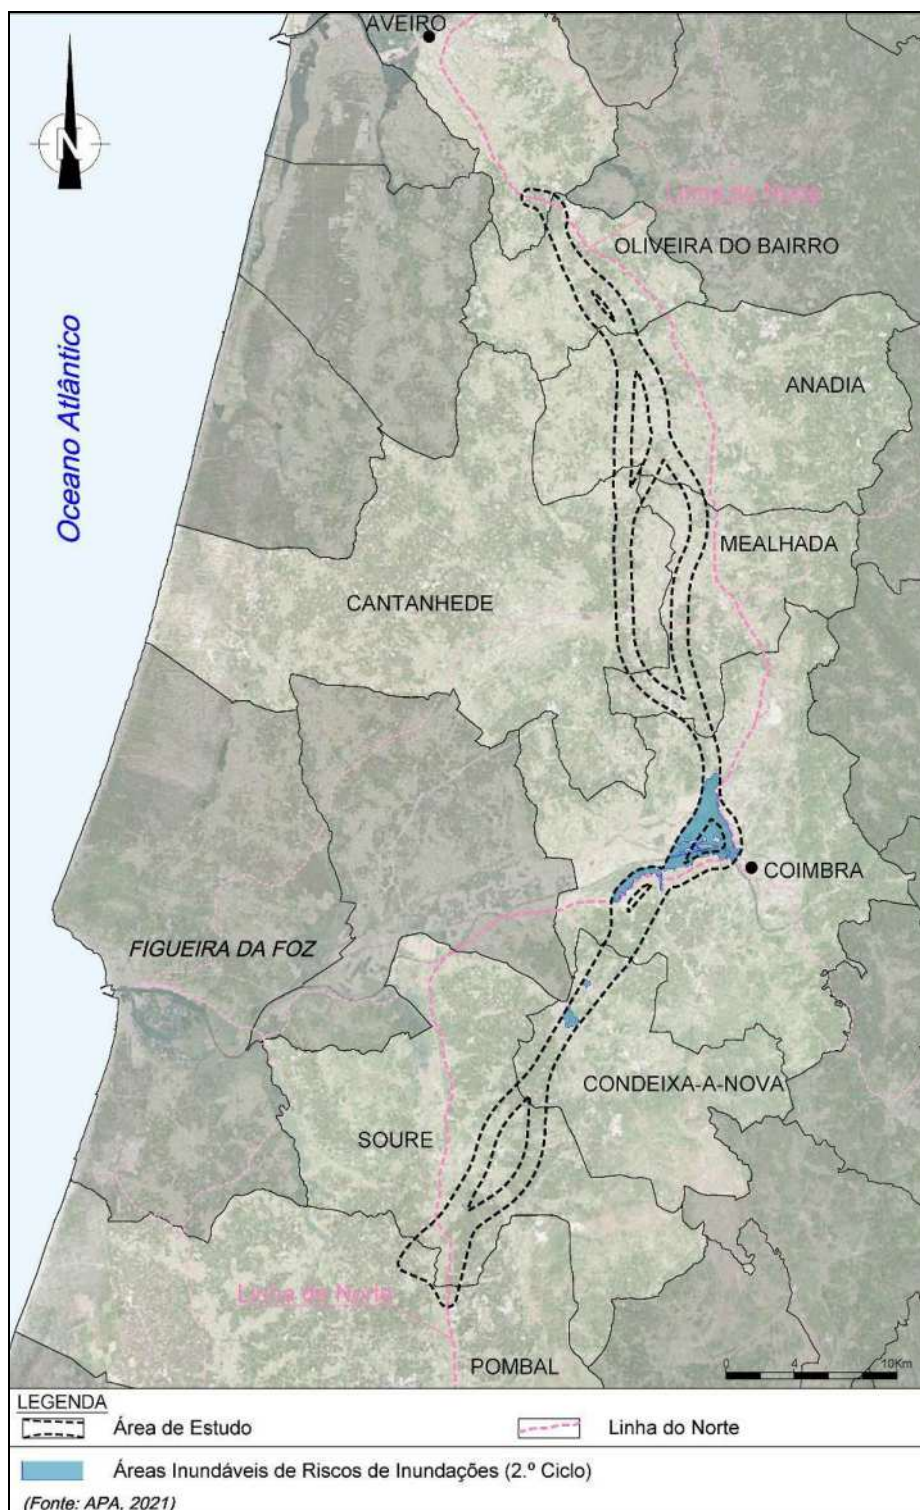 AVEIRO
N
Linha do Norte
OLIVEIRA DO BAIRRO
Oceano Atlântico
ANADIA
MEALHADA
CANTANHEDE
COIMBRA
FIGUEIRA DA FOZ
CONDEIXA-A-NOVA
SOURE
Linha do Norte
POMBAL
0 4 10Km
LEGENDA
Área de Estudo
Linha do Norte
Áreas Inundáveis de Riscos de Inundações (2.º Ciclo)
(Fonte: APA, 2021)